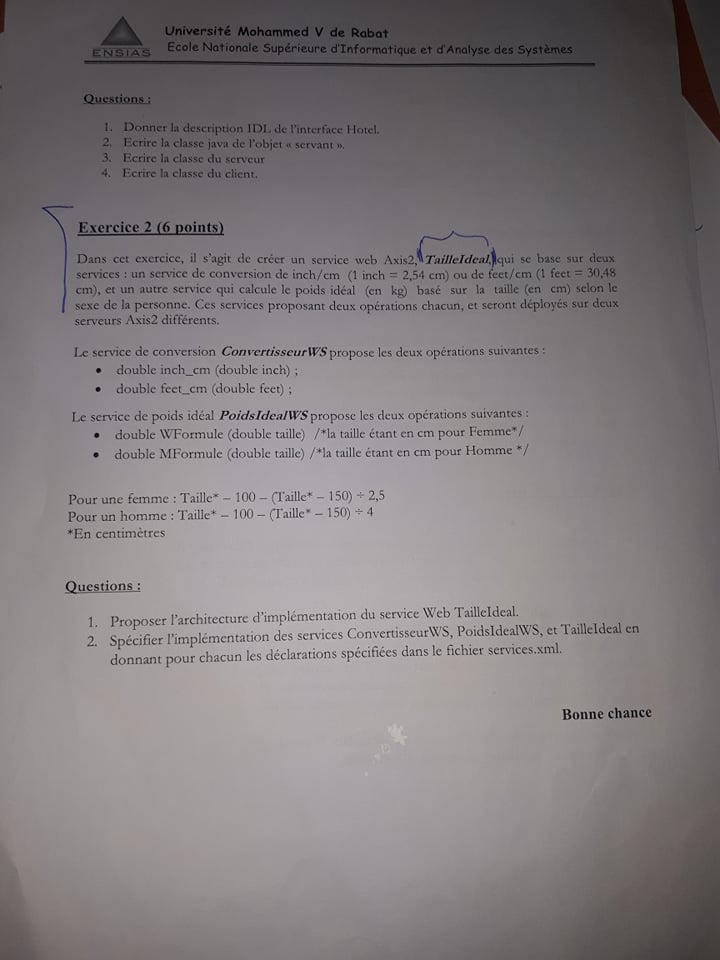 ENSIAS
Université Mohammed V de Rabat
Ecole Nationale Supérieure d'Informatique et d'Analyse des Systèmes
Questions :
1. Donner la description IDL de l'interface Hotel.
2. Ecrire la classe java de l'objet « servant ».
3. Ecrire la classe du serveur
4. Ecrire la classe du client.
Exercice 2 (6 points)
Dans cet exercice, il s'agit de créer un service web Axis2, TailleIdeal, qui se base sur deux
services : un service de conversion de inch/cm (1 inch = 2,54 cm) ou de feet/cm (1 feet = 30,48
cm), et un autre service qui calcule le poids idéal (en kg) basé sur la taille (en cm) selon le
sexe de la personne. Ces services proposant deux opérations chacun, et seront déployés sur deux
serveurs Axis2 différents.
Le service de conversion ConvertisseurWS propose les deux opérations suivantes :
• double inch_cm (double inch) ;
• double feet_cm (double feet) ;
Le service de poids idéal PoidsIdealWS propose les deux opérations suivantes :
• double WFormule (double taille) /*la taille étant en cm pour Femme*/
• double MFormule (double taille) /*la taille étant en cm pour Homme */
Pour une femme : Taille* – 100 – (Taille* – 150) ÷ 2,5
Pour un homme : Taille* – 100 – (Taille* – 150) ÷ 4
*En centimètres
Questions :
1. Proposer l'architecture d'implémentation du service Web TailleIdeal.
2. Spécifier l'implémentation des services ConvertisseurWS, PoidsIdealWS, et TailleIdeal en
donnant pour chacun les déclarations spécifiées dans le fichier services.xml.
Bonne chance